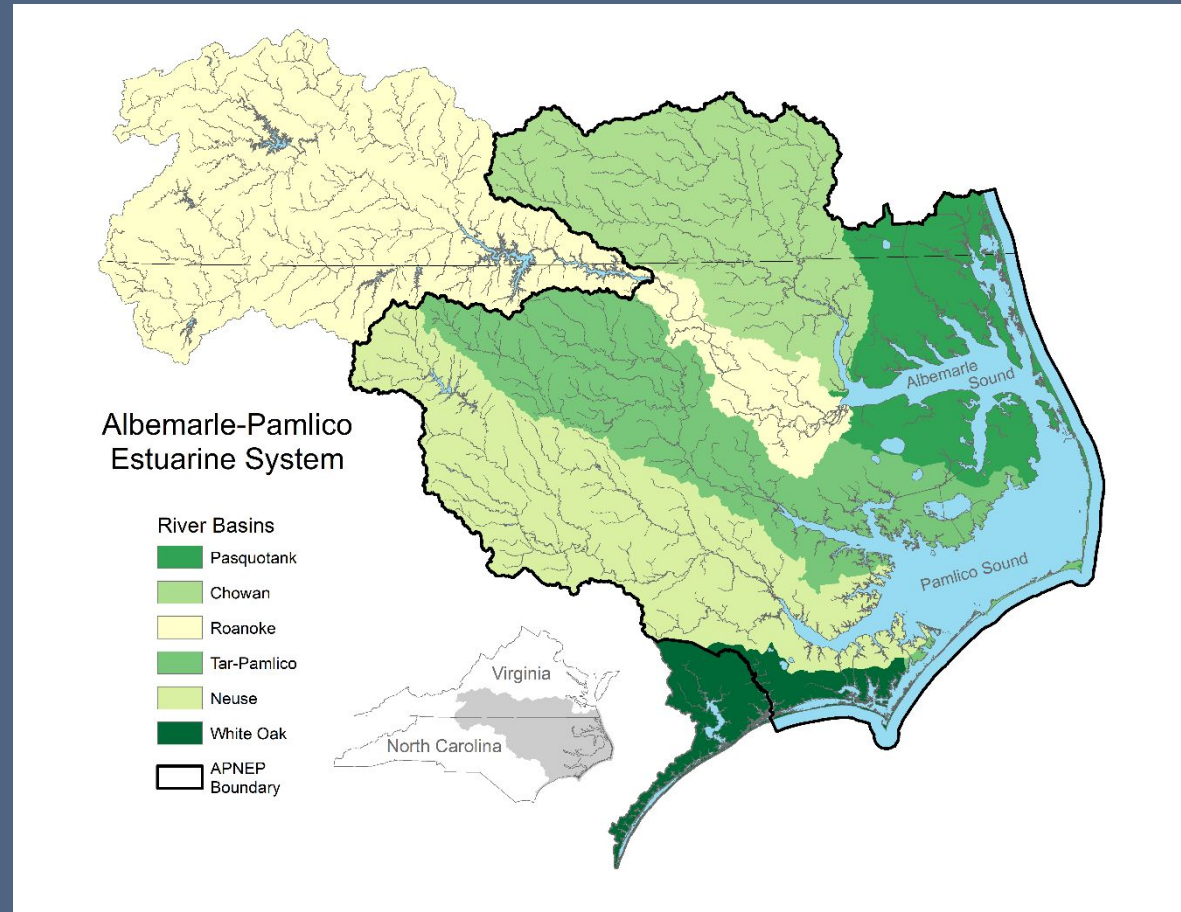 Albemarle-Pamlico
Estuarine System
River Basins
Pasquotank
Chowan
Roanoke
Tar-Pamlico
Neuse
White Oak
APNEP
Boundary
Virginia
North Carolina
Albemarle
Sound
Pamlico Sound